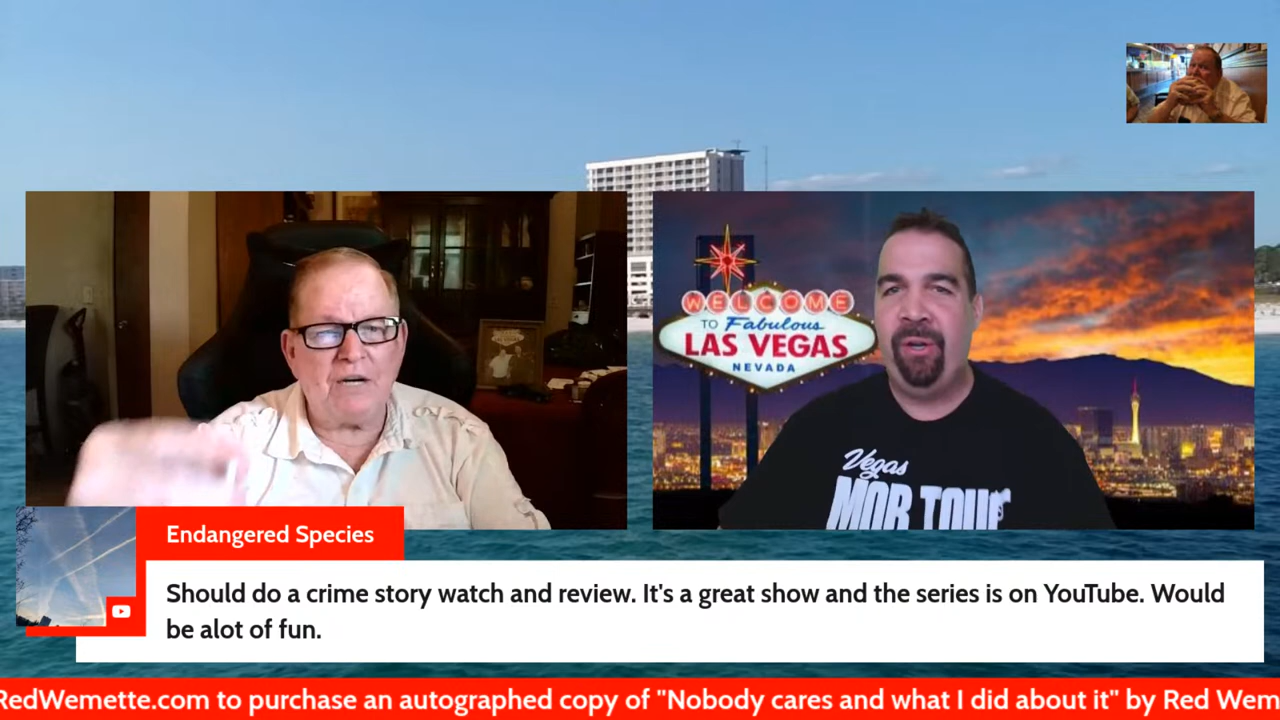 WELCOME
TO Fabulous
LAS VEGAS
NEVADA
Vegas
MOB TOUR
Endangered Species
Should do a crime story watch and review. It's a great show and the series is on YouTube. Would
be alot of fun.
RedWemette.com to purchase an autographed copy of "Nobody cares and what I did about it" by Red Wem